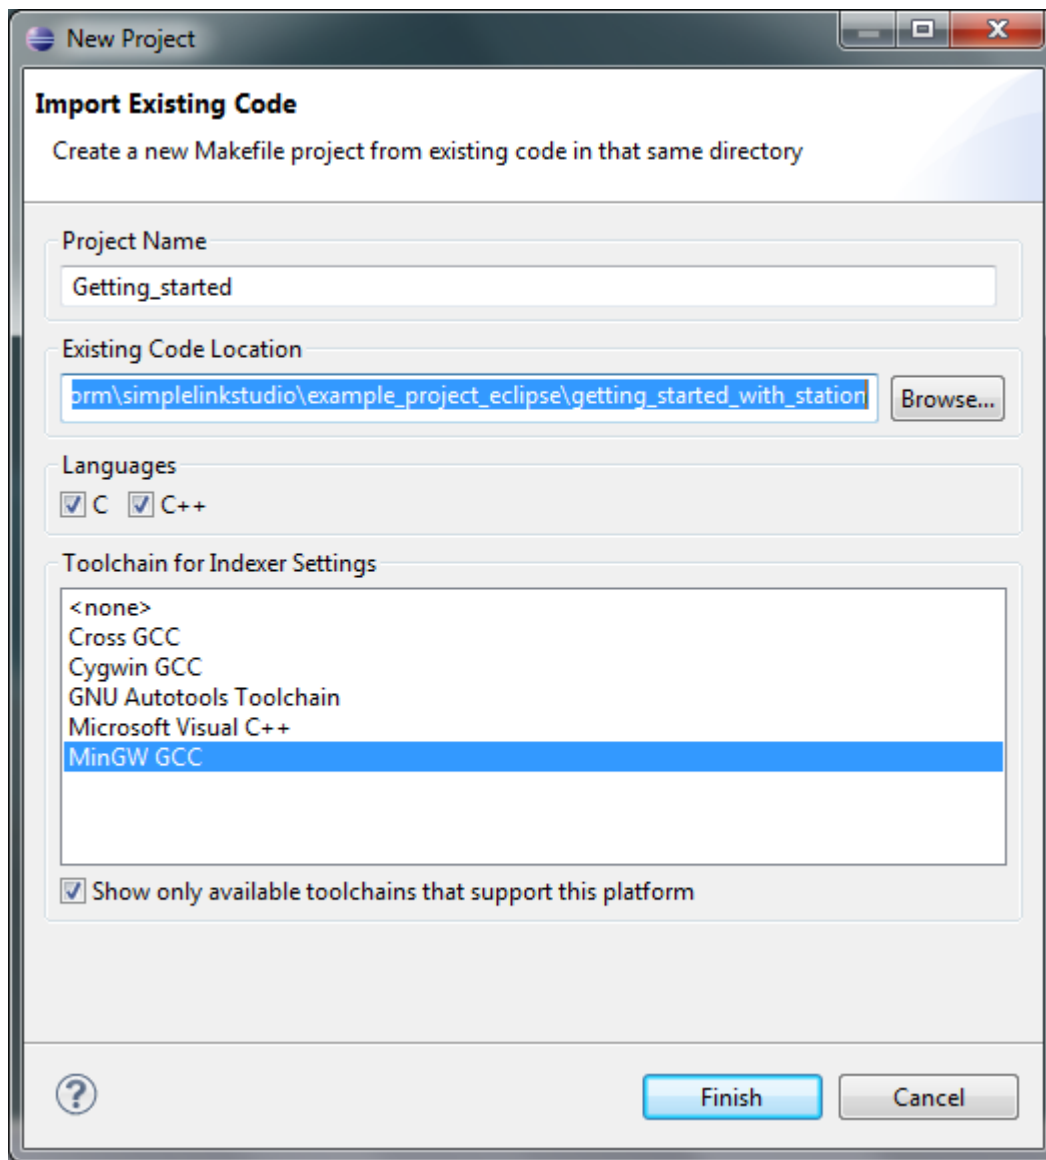 New Project
Import Existing Code
Create a new Makefile project from existing code in that same directory
Project Name
Getting_started
Existing Code Location
orm\simplelinkstudio\example_project_eclipse\getting_started_with_station
Browse...
Languages
C C++
Toolchain for Indexer Settings
<none>
Cross GCC
Cygwin GCC
GNU Autotools Toolchain
Microsoft Visual C++
MinGW GCC
Show only available toolchains that support this platform
? Finish Cancel